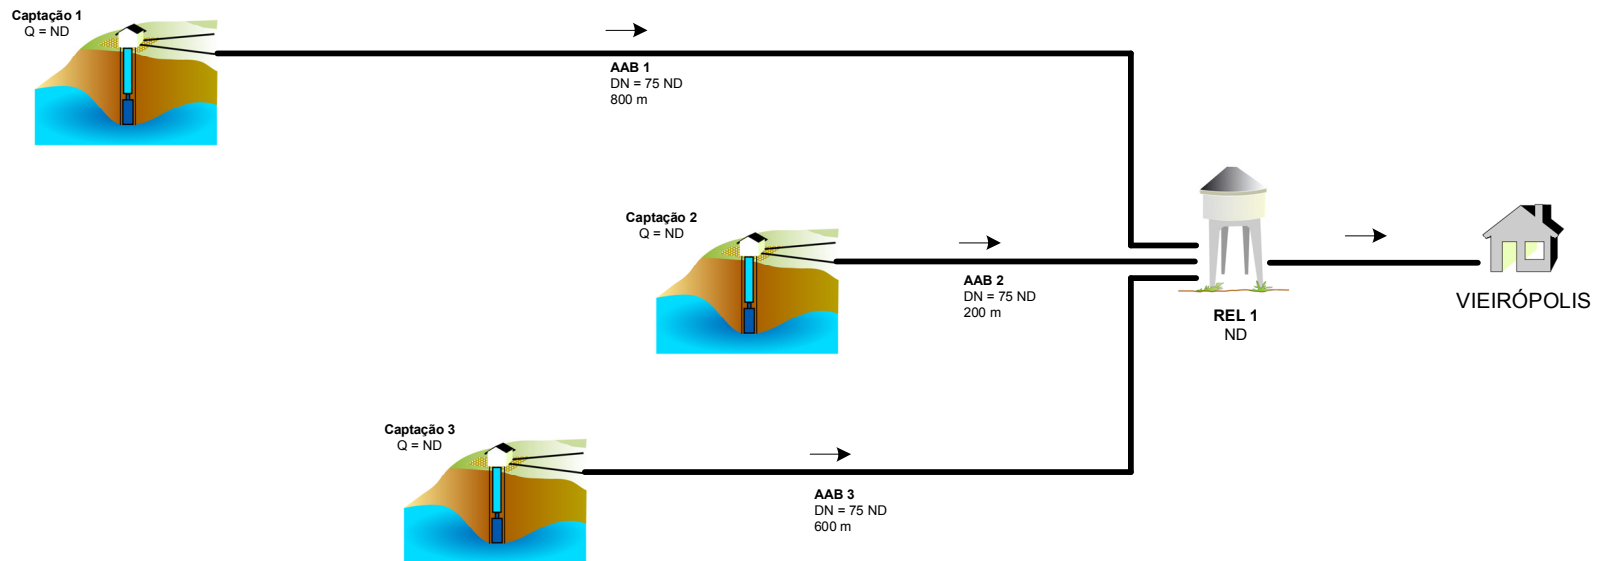 Captação 1
Q = ND
AAB 1
DN = 75 ND
800 m
Captação 2
Q = ND
AAB 2
DN = 75 ND
200 m
REL 1
ND
VIEIRÓPOLIS
Captação 3
Q = ND
AAB 3
DN = 75 ND
600 m